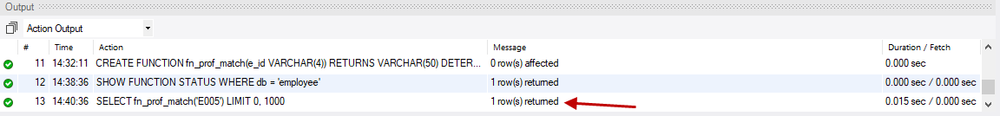 Output
Action Output
# Time Action Message Duration / Fetch
11 14:32:11 CREATE FUNCTION fn_prof_match(e_id VARCHAR(4)) RETURNS VARCHAR(50) DETER... 0 row(s) affected 0.000 sec
12 14:38:36 SHOW FUNCTION STATUS WHERE db = 'employee' 1 row(s) returned 0.000 sec / 0.000 sec
13 14:40:36 SELECT fn_prof_match('E005') LIMIT 0, 1000 1 row(s) returned 0.015 sec / 0.000 sec